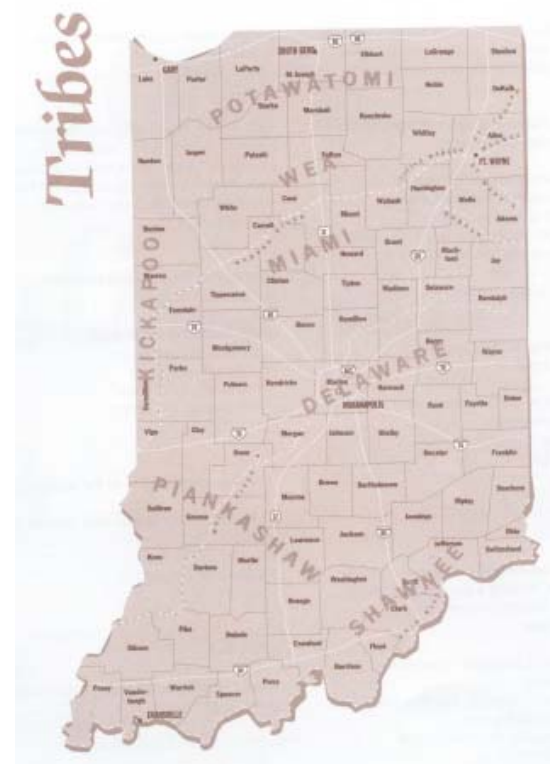 Tribes
SOUTH BEND
Elkhart
LaGrange
Steuben
GARY
Lake
Porter
LaPorte
St. Joseph
POTAWATOMI
Noble
DeKalb
Starke
Marshall
Kosciusko
Whitley
Allen
FT. WAYNE
Newton
Jasper
Pulaski
Fulton
WEA
Huntington
Wells
Adams
White
Cass
Miami
Wabash
Carroll
Benton
MIAMI
Howard
Grant
Black-
ford
Jay
KICKAPOO
Warren
Tippecanoe
Clinton
Tipton
Madison
Delaware
Randolph
Fountain
Boone
Hamilton
Montgomery
Henry
Wayne
DELAWARE
Parke
Putnam
Hendricks
Marion
Hancock
INDIANAPOLIS
Rush
Fayette
Union
Vermillion
Vigo
Clay
Owen
Morgan
Johnson
Shelby
Decatur
Franklin
PIANKASHAW
Sullivan
Greene
Monroe
Brown
Bartholomew
Jennings
Ripley
Dearborn
Ohio
Switzerland
Jefferson
Lawrence
Jackson
SHAWNEE
Knox
Daviess
Martin
Orange
Washington
Scott
Clark
Gibson
Pike
Dubois
Crawford
Floyd
Harrison
Posey
Vander-
burgh
Warrick
Spencer
Perry
EVANSVILLE